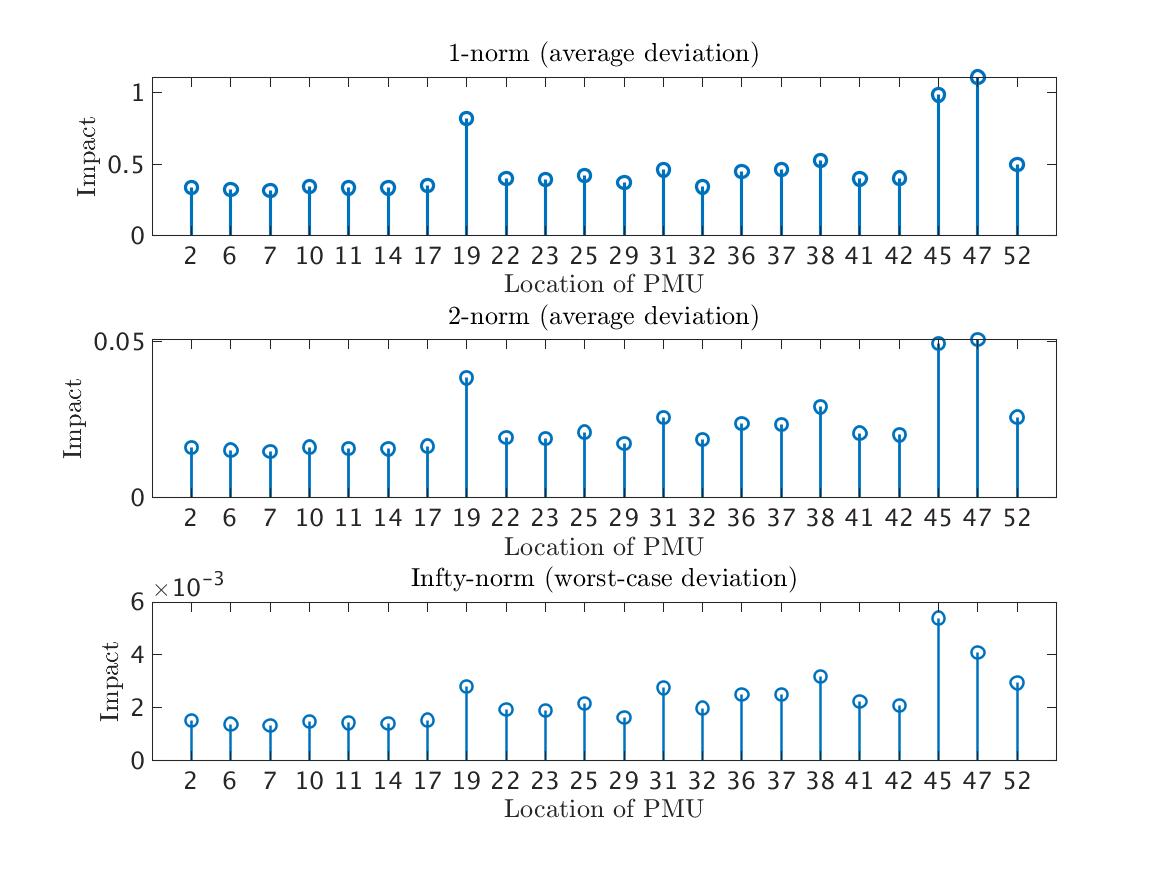 1-norm (average deviation)
1
0.5
0
Impact
2 6 7 10 11 14 17 19 22 23 25 29 31 32 36 37 38 41 42 45 47 52
Location of PMU
2-norm (average deviation)
0.05
0
Impact
2 6 7 10 11 14 17 19 22 23 25 29 31 32 36 37 38 41 42 45 47 52
Location of PMU
Infty-norm (worst-case deviation)
×10⁻³
6
4
2
0
Impact
2 6 7 10 11 14 17 19 22 23 25 29 31 32 36 37 38 41 42 45 47 52
Location of PMU